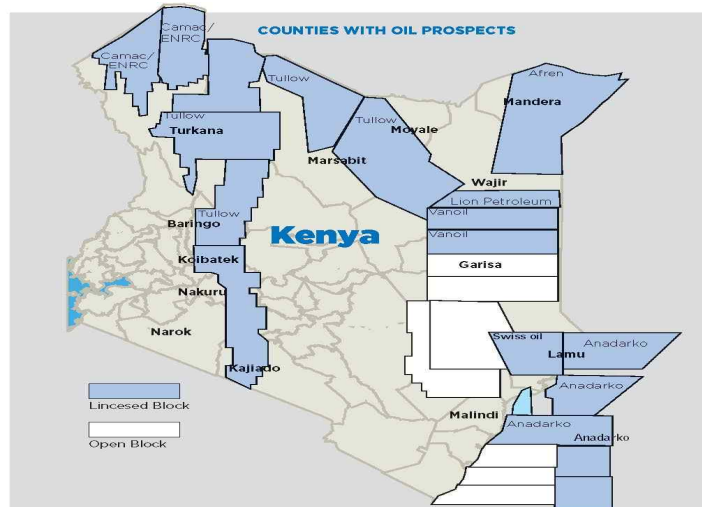 COUNTIES WITH OIL PROSPECTS
Camac/
ENRC
Camac/
ENRC
Tullow
Afren
Mandera
Tullow
Turkana
Tullow
Moyale
Marsabit
Wajir
Lion Petroleum
Tullow
Baringo
Vanoil
Kenya
Vanoil
Koibatek
Garisa
Nakuru
Narok
Swiss oil
Anadarko
Lamu
Kajiado
Anadarko
Lincesed Block
Malindi
Anadarko
Anadarko
Open Block